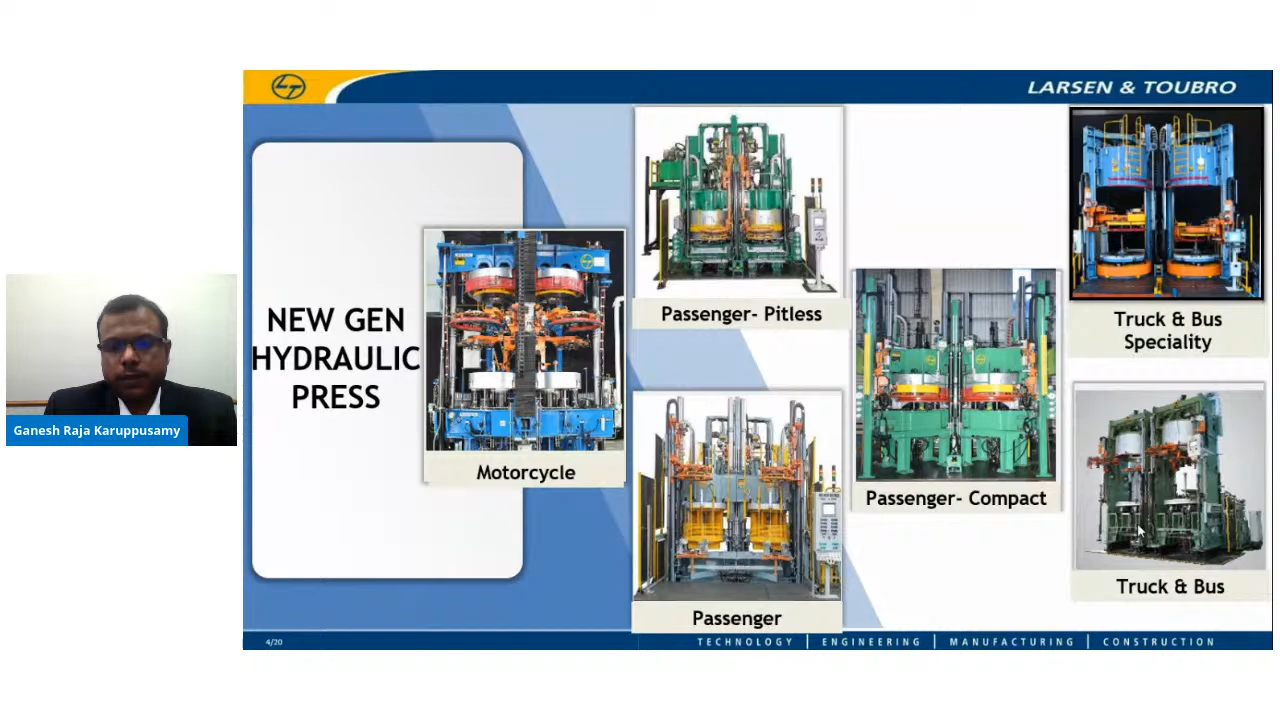 LARSEN & TOUBRO
NEW GEN
HYDRAULIC
PRESS
Motorcycle
Passenger- Pitless
Passenger
Passenger- Compact
Truck & Bus
Speciality
Truck & Bus
Ganesh Raja Karuppusamy
4/20
TECHNOLOGY | ENGINEERING | MANUFACTURING | CONSTRUCTION